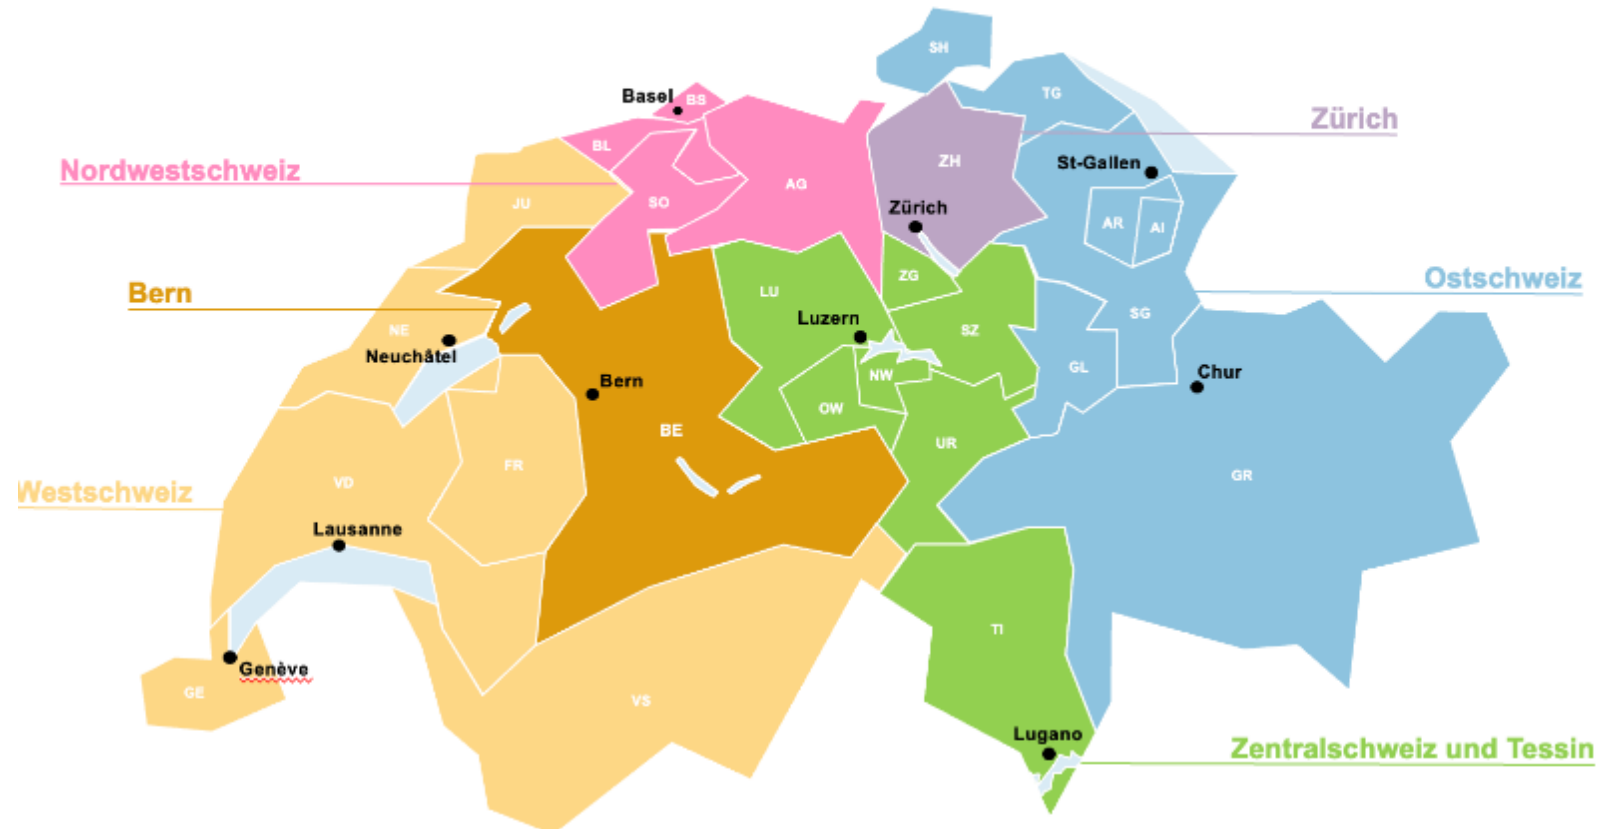 SH
Basel
BS
TG
Zürich
BL
ZH
St-Gallen
Nordwestschweiz
AG
JU
SO
Zürich
AR
AI
ZG
Ostschweiz
Bern
LU
Luzern
SG
NE
SZ
Neuchâtel
GL
Chur
NW
Bern
OW
BE
UR
FR
GR
VD
Westschweiz
Lausanne
TI
Genève
GE
VS
Lugano
Zentralschweiz und Tessin